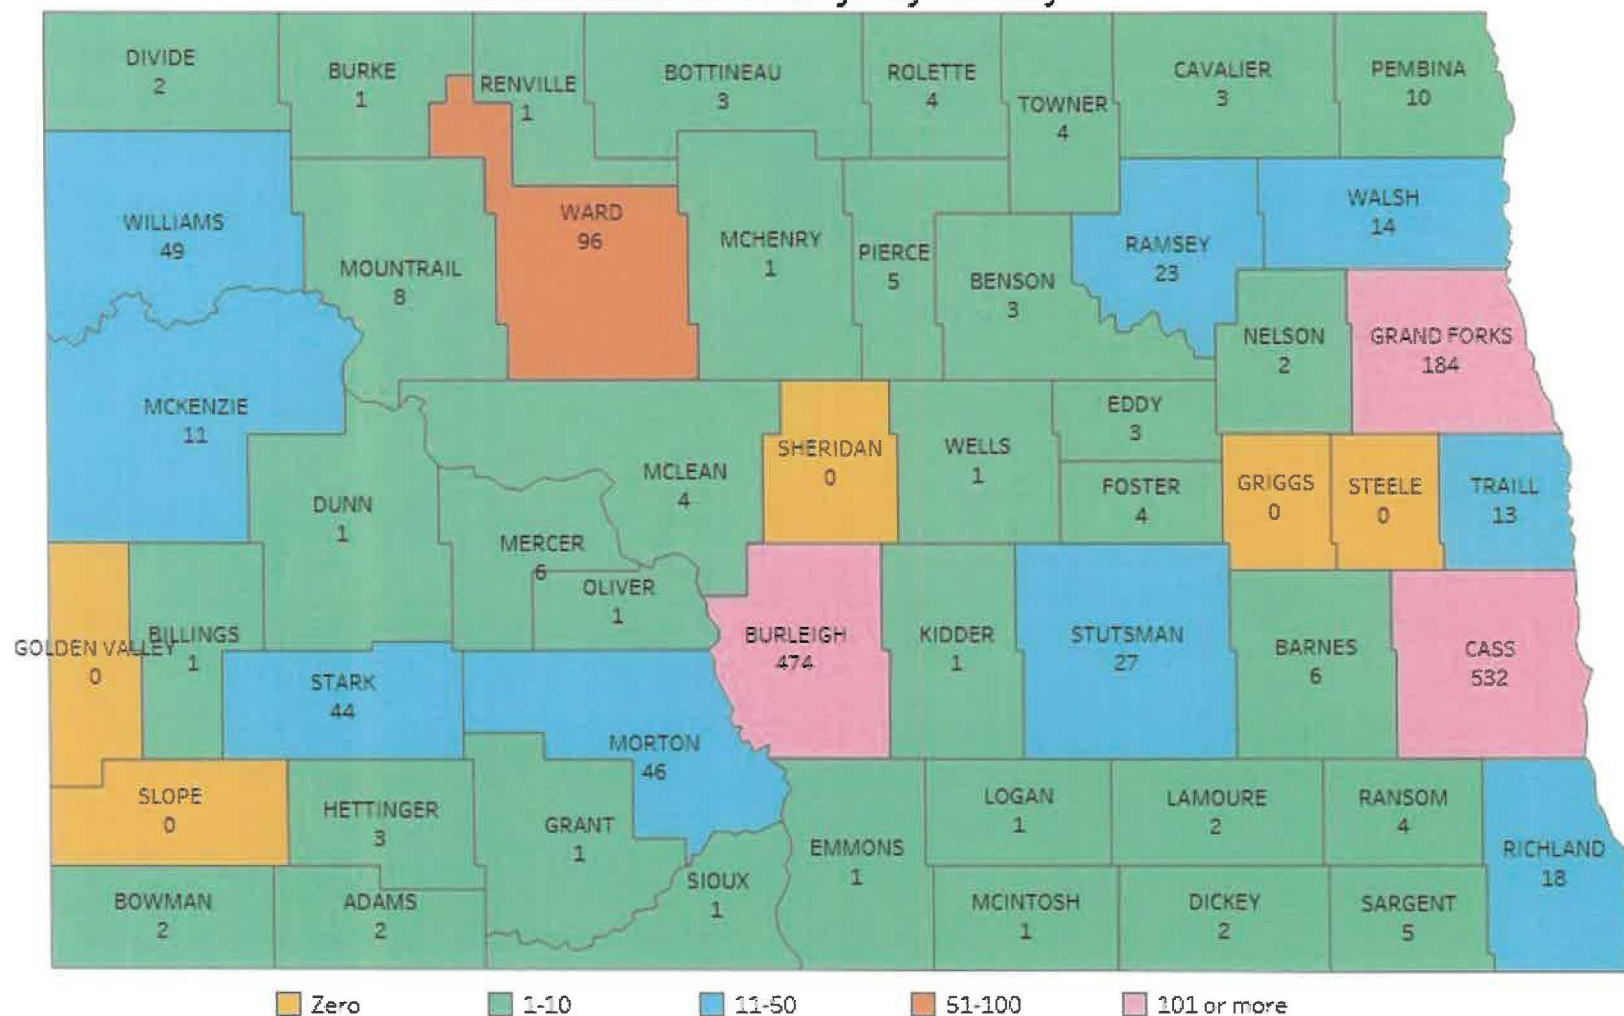 DIVIDE
2
BURKE
1
RENVILLE
1
BOTTINEAU
3
ROLETTE
4
TOWNER
4
CAVALIER
3
PEMBINA
10
WILLIAMS
49
MOUNTRAIL
8
WARD
96
MCHENRY
1
PIERCE
5
BENSON
3
RAMSEY
23
WALSH
14
NELSON
2
GRAND FORKS
184
MCKENZIE
11
DUNN
1
MCLEAN
4
MERCER
6
OLIVER
1
SHERIDAN
0
WELLS
1
EDDY
3
FOSTER
4
GRIGGS
0
STEELE
0
TRAILL
13
GOLDEN VALLEY
0
BILLINGS
1
STARK
44
MORTON
46
BURLEIGH
474
KIDDER
1
STUTSMAN
27
BARNES
6
CASS
532
SLOPE
0
HETTINGER
3
GRANT
1
SIOUX
1
EMMONS
1
LOGAN
1
LAMOURE
2
RANSOM
4
RICHLAND
18
BOWMAN
2
ADAMS
2
MCINTOSH
1
DICKEY
2
SARGENT
5
Zero
1-10
11-50
51-100
101 or more